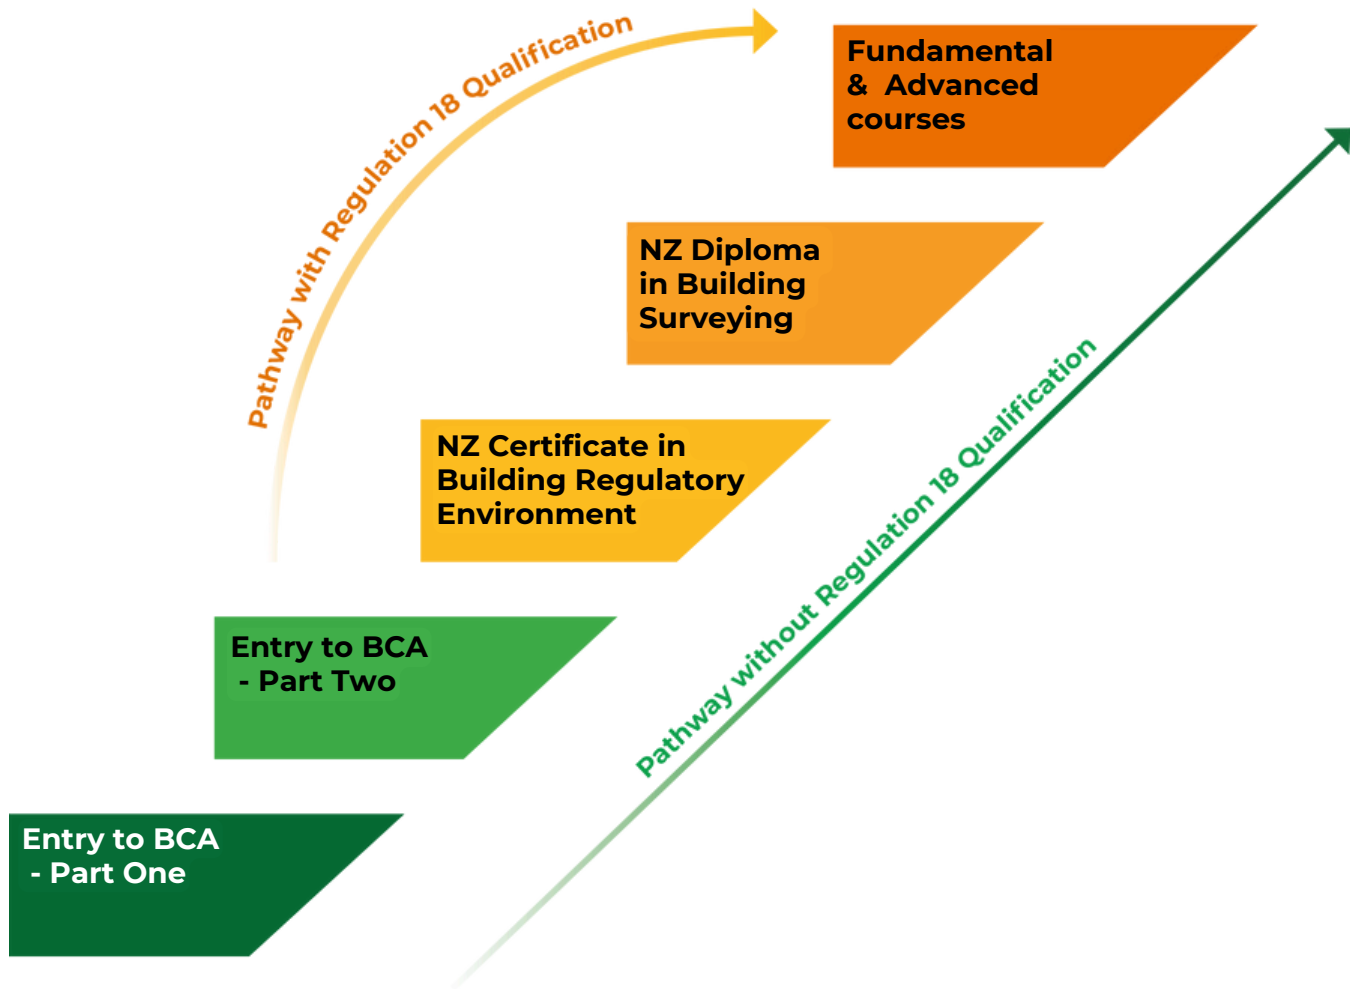 Pathway with Regulation 18 Qualification
Fundamental
& Advanced
courses
NZ Diploma
in Building
Surveying
NZ Certificate in
Building Regulatory
Environment
Pathway without Regulation 18 Qualification
Entry to BCA
- Part Two
Entry to BCA
- Part One